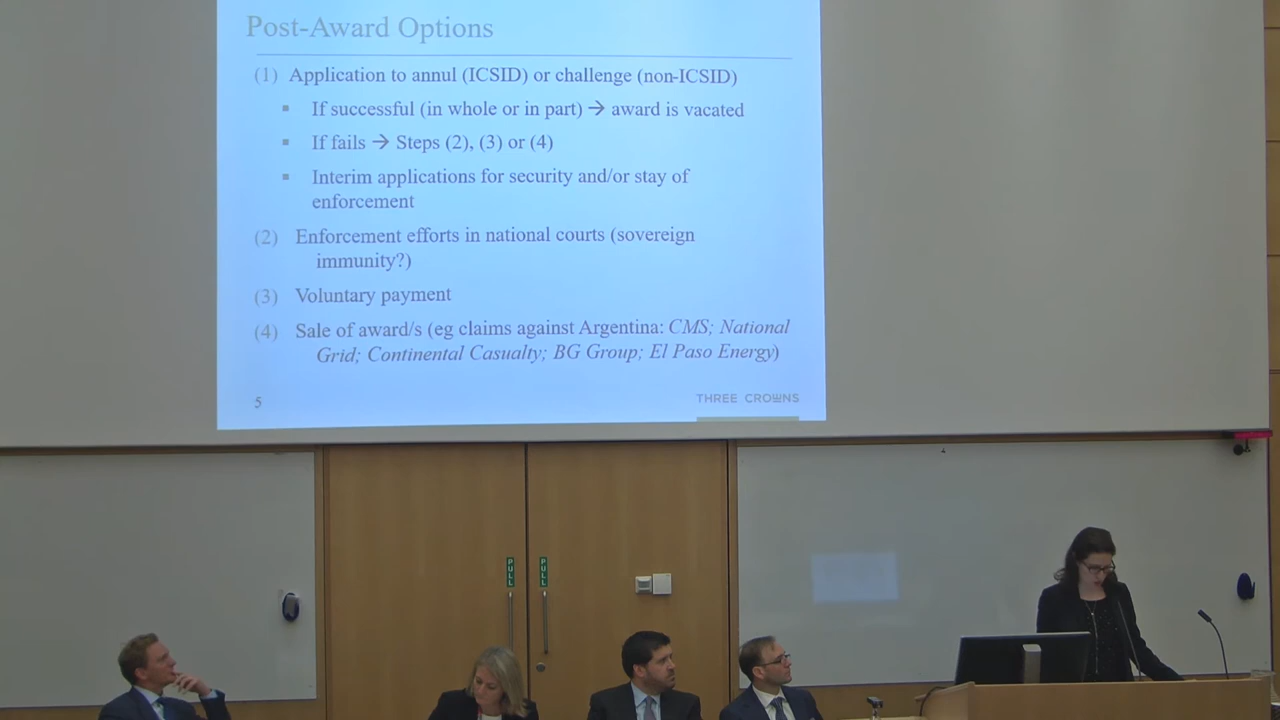 Post-Award Options
(1) Application to annul (ICSID) or challenge (non-ICSID)
▪ If successful (in whole or in part) → award is vacated
▪ If fails → Steps (2), (3) or (4)
▪ Interim applications for security and/or stay of
enforcement
(2) Enforcement efforts in national courts (sovereign
immunity?)
(3) Voluntary payment
(4) Sale of award/s (eg claims against Argentina: CMS; National
Grid; Continental Casualty; BG Group; El Paso Energy)
5
THREE CROWNS
PULL
PULL